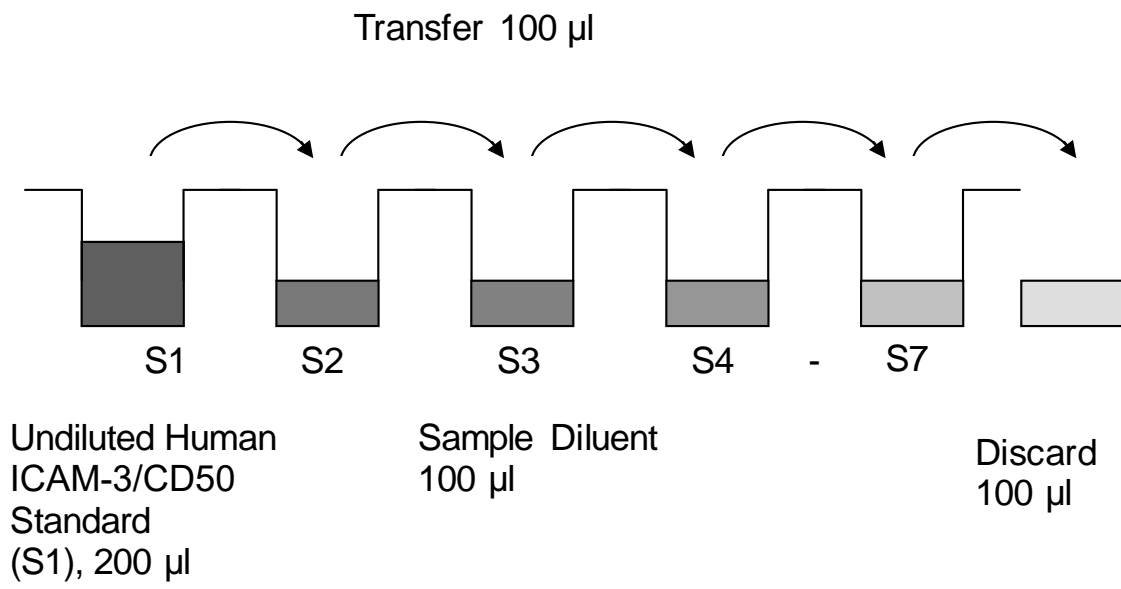 Transfer 100 µl
S1 S2 S3 S4 - S7
Undiluted Human
ICAM-3/CD50
Standard
(S1), 200 µl
Sample Diluent
100 µl
Discard
100 µl